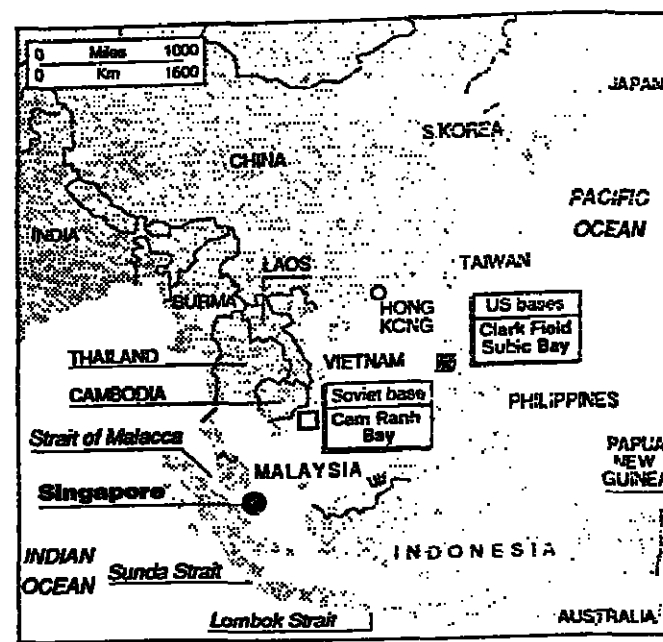 0 Miles 1000
0 Km 1600
JAPAN
S. KOREA
CHINA
PACIFIC
OCEAN
INDIA
TAIWAN
LAOS
BURMA
HONG
KONG
US bases
Clark Field
Subic Bay
THAILAND
VIETNAM
CAMBODIA
Soviet base
Cam Ranh
Bay
PHILIPPINES
Strait of Malacca
MALAYSIA
PAPUA
NEW
GUINEA
Singapore
INDIAN
OCEAN
Sunda Strait
INDONESIA
Lombok Strait
AUSTRALIA